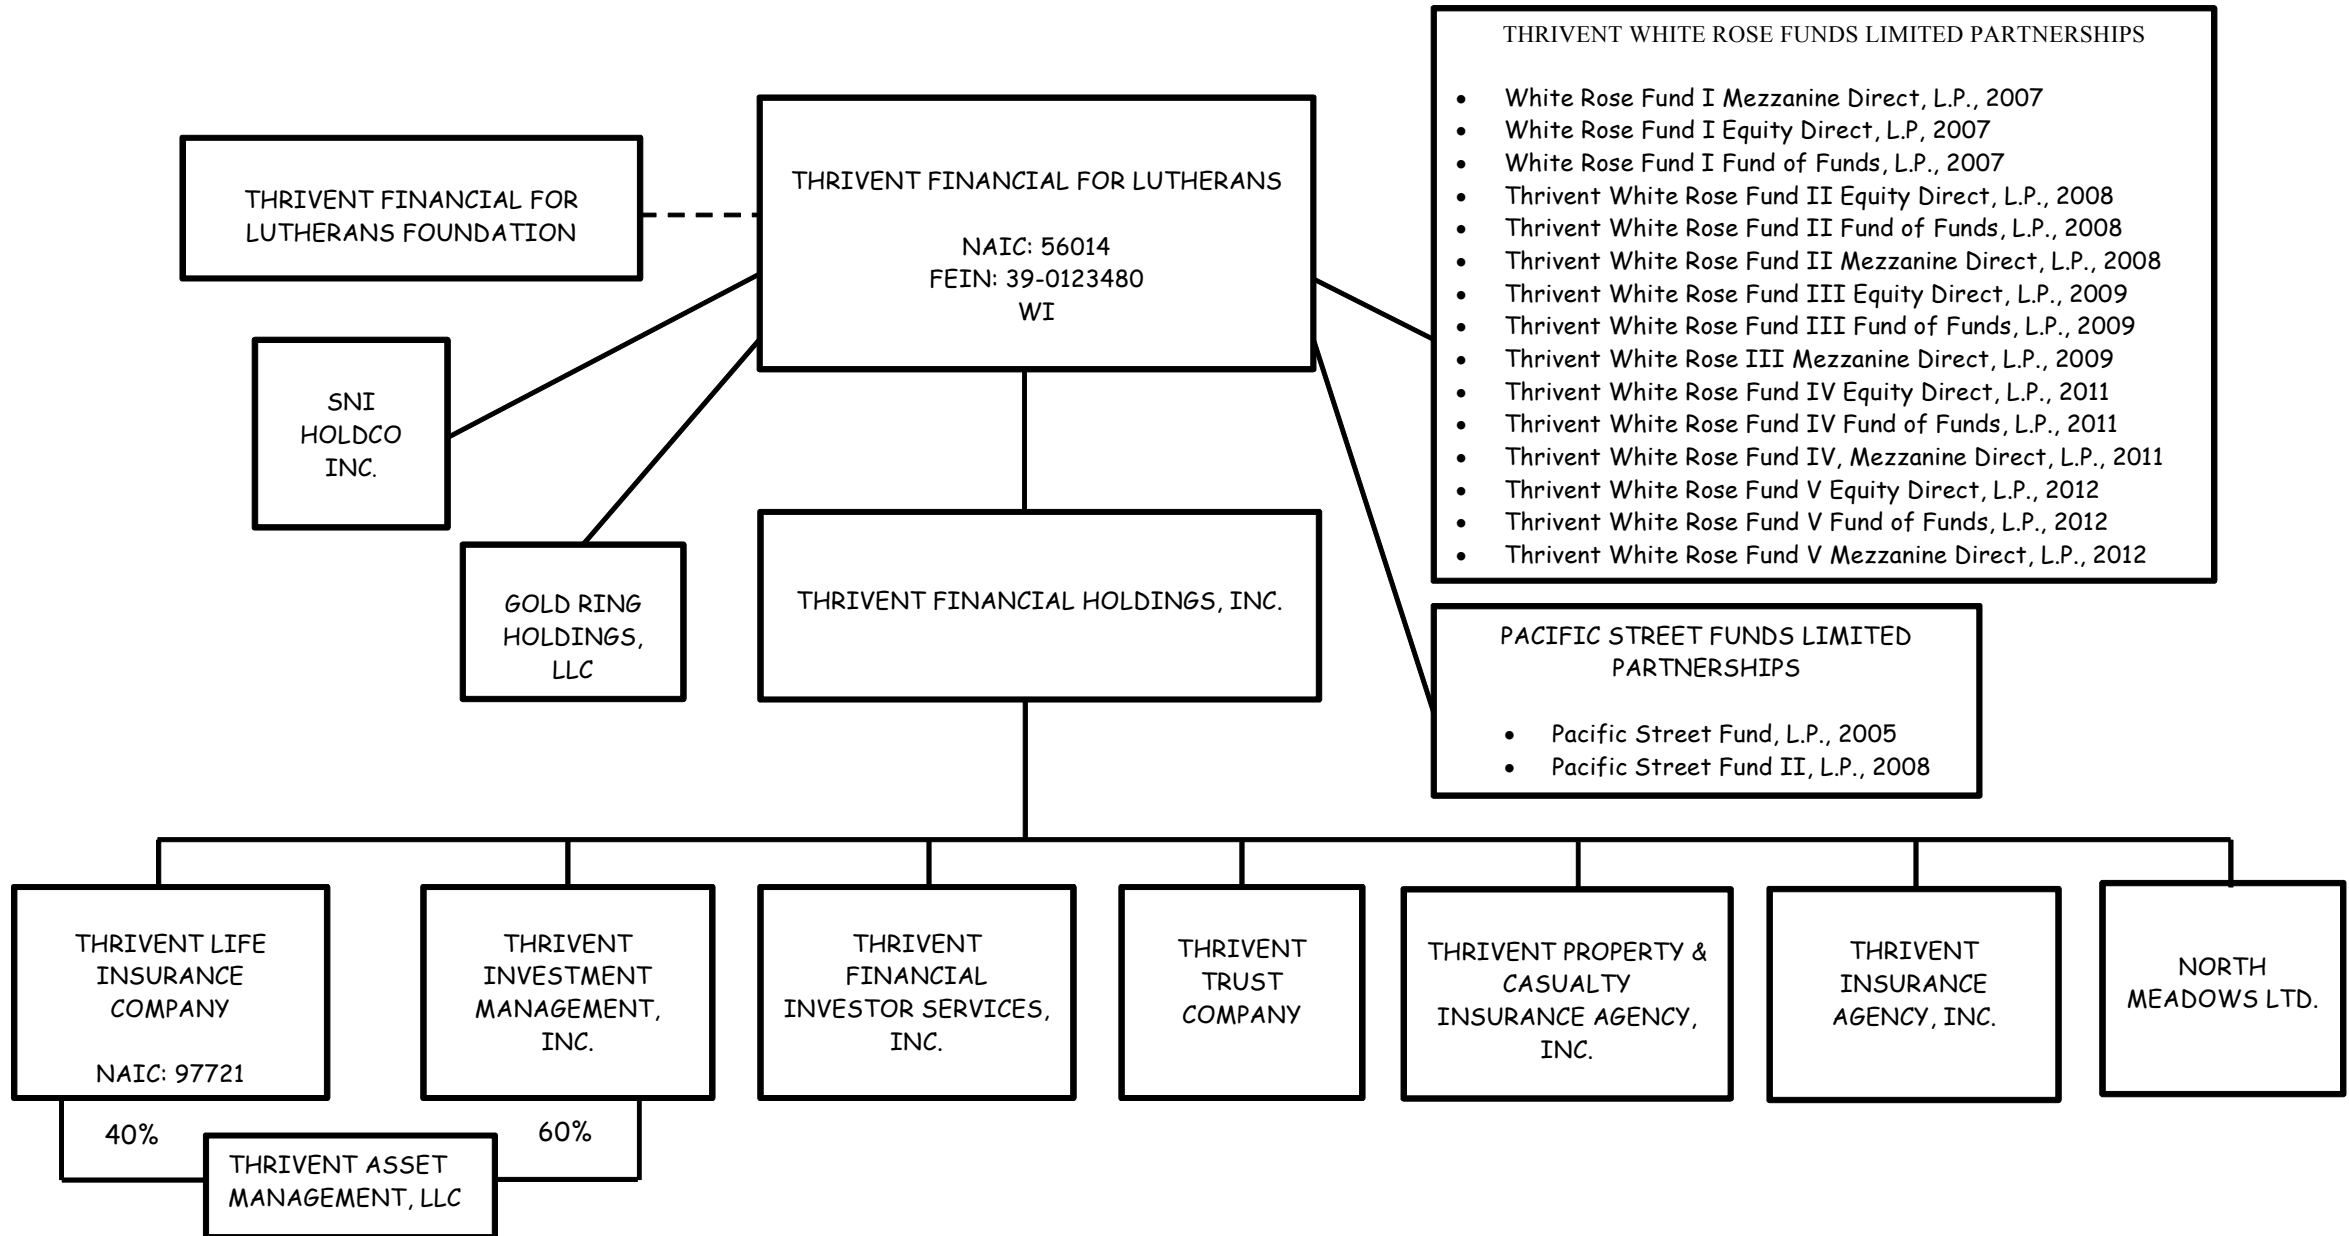 THRIVENT WHITE ROSE FUNDS LIMITED PARTNERSHIPS
• White Rose Fund I Mezzanine Direct, L.P., 2007
• White Rose Fund I Equity Direct, L.P, 2007
• White Rose Fund I Fund of Funds, L.P., 2007
• Thrivent White Rose Fund II Equity Direct, L.P., 2008
• Thrivent White Rose Fund II Fund of Funds, L.P., 2008
• Thrivent White Rose Fund II Mezzanine Direct, L.P., 2008
• Thrivent White Rose Fund III Equity Direct, L.P., 2009
• Thrivent White Rose Fund III Fund of Funds, L.P., 2009
• Thrivent White Rose III Mezzanine Direct, L.P., 2009
• Thrivent White Rose Fund IV Equity Direct, L.P., 2011
• Thrivent White Rose Fund IV Fund of Funds, L.P., 2011
• Thrivent White Rose Fund IV, Mezzanine Direct, L.P., 2011
• Thrivent White Rose Fund V Equity Direct, L.P., 2012
• Thrivent White Rose Fund V Fund of Funds, L.P., 2012
• Thrivent White Rose Fund V Mezzanine Direct, L.P., 2012
THRIVENT FINANCIAL FOR LUTHERANS
NAIC: 56014
FEIN: 39-0123480
WI
THRIVENT FINANCIAL FOR
LUTHERANS FOUNDATION
SNI
HOLDCO
INC.
GOLD RING
HOLDINGS,
LLC
THRIVENT FINANCIAL HOLDINGS, INC.
PACIFIC STREET FUNDS LIMITED
PARTNERSHIPS
• Pacific Street Fund, L.P., 2005
• Pacific Street Fund II, L.P., 2008
THRIVENT LIFE
INSURANCE
COMPANY
NAIC: 97721
THRIVENT
INVESTMENT
MANAGEMENT,
INC.
THRIVENT
FINANCIAL
INVESTOR SERVICES,
INC.
THRIVENT
TRUST
COMPANY
THRIVENT PROPERTY &
CASUALTY
INSURANCE AGENCY,
INC.
THRIVENT
INSURANCE
AGENCY, INC.
NORTH
MEADOWS LTD.
40%
60%
THRIVENT ASSET
MANAGEMENT, LLC